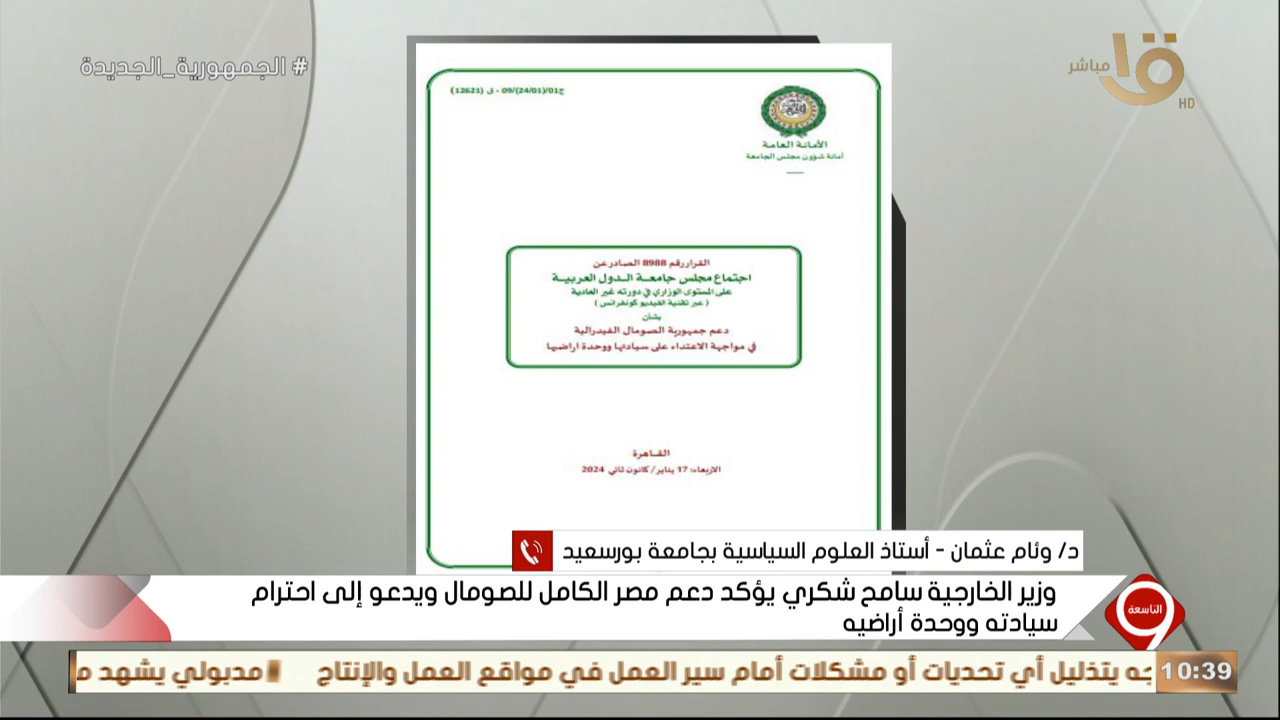 # الجمهورية_الجديدة
مباشر
HD
ج01/(24/01)/09 - ق (12621)
الأمانة العامة
أمانة شؤون مجلس الجامعة
القرار رقم 8988 الصادر عن
اجتماع مجلس جامعة الدول العربية
على المستوى الوزاري في دورته غير العادية
( عبر تقنية الفيديو كونفرانس )
بشأن
دعم جمهورية الصومال الفيدرالية
في مواجهة الاعتداء على سيادتها ووحدة اراضيها
القاهرة
الاربعاء: 17 يناير/ كانون ثاني 2024
د/ وئام عثمان - أستاذ العلوم السياسية بجامعة بورسعيد
وزير الخارجية سامح شكري يؤكد دعم مصر الكامل للصومال ويدعو إلى احترام
سيادته ووحدة أراضيه
التاسعة
جه يتذليل أي تحديات أو مشكلات أمام سير العمل في مواقع العمل والإنتاج مدبولي يشهد م
10:39